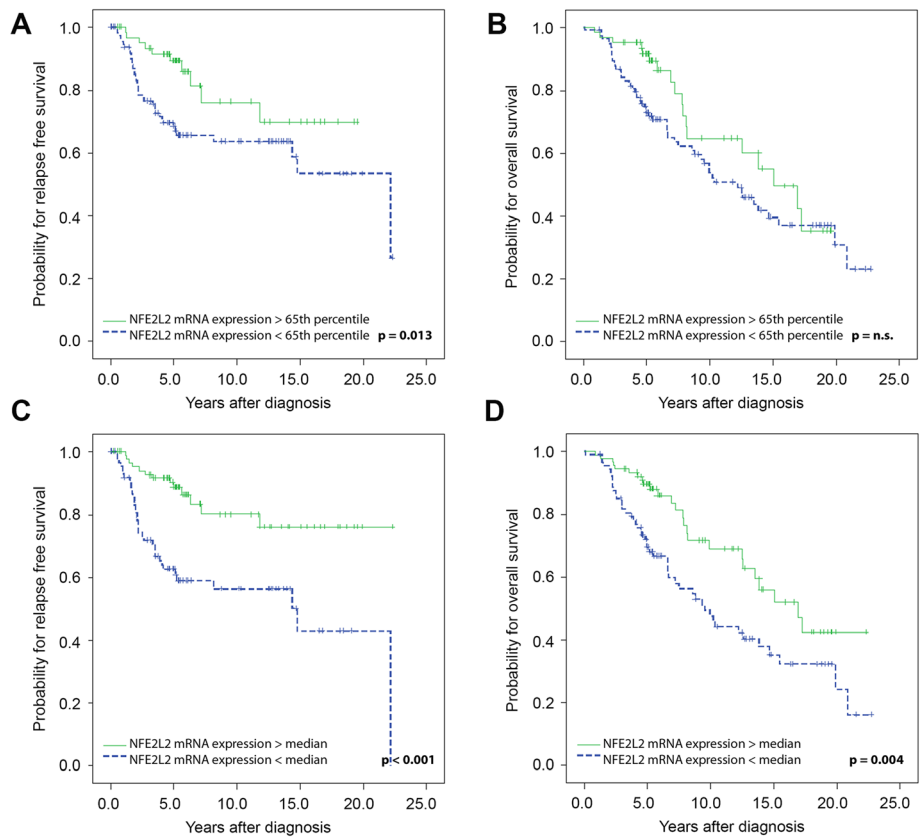 A
Probability for relapse free survival
1.0
0.8
0.6
0.4
0.2
0.0
NFE2L2 mRNA expression > 65th percentile
NFE2L2 mRNA expression < 65th percentile p = 0.013
0.0 5.0 10.0 15.0 20.0 25.0
Years after diagnosis
B
Probability for overall survival
1.0
0.8
0.6
0.4
0.2
0.0
NFE2L2 mRNA expression > 65th percentile
NFE2L2 mRNA expression < 65th percentile p = n.s.
0.0 5.0 10.0 15.0 20.0 25.0
Years after diagnosis
C
Probability for relapse free survival
1.0
0.8
0.6
0.4
0.2
0.0
NFE2L2 mRNA expression > median
NFE2L2 mRNA expression < median p < 0.001
0.0 5.0 10.0 15.0 20.0 25.0
Years after diagnosis
D
Probability for overall survival
1.0
0.8
0.6
0.4
0.2
0.0
NFE2L2 mRNA expression > median
NFE2L2 mRNA expression < median p = 0.004
0.0 5.0 10.0 15.0 20.0 25.0
Years after diagnosis